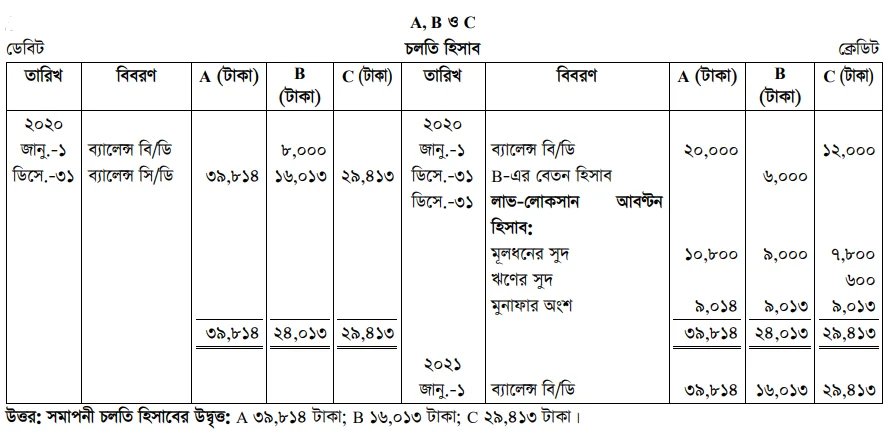 A, B ও C
ডেবিট চলতি হিসাব ক্রেডিট
তারিখ বিবরণ A (টাকা) B (টাকা) C (টাকা) তারিখ বিবরণ A (টাকা) B (টাকা) C (টাকা)
২০২০ ২০২০
জানু.-১ ব্যালেন্স বি/ডি ৮,০০০ জানু.-১ ব্যালেন্স বি/ডি ২০,০০০ ১২,০০০
ডিসে.-৩১ ব্যালেন্স সি/ডি ৩৯,৮১৪ ১৬,০১৩ ২৯,৪১৩ ডিসে.-৩১ B-এর বেতন হিসাব ৬,০০০
ডিসে.-৩১ লাভ-লোকসান আবণ্টন
হিসাব:
মূলধনের সুদ ১০,৮০০ ৯,০০০ ৭,৮০০
ঋণের সুদ ৬০০
মুনাফার অংশ ৯,০১৪ ৯,০১৩ ৯,০১৩
৩৯,৮১৪ ২৪,০১৩ ২৯,৪১৩ ৩৯,৮১৪ ২৪,০১৩ ২৯,৪১৩
২০২১
জানু.-১ ব্যালেন্স বি/ডি ৩৯,৮১৪ ১৬,০১৩ ২৯,৪১৩
উত্তর: সমাপনী চলতি হিসাবের উদ্বৃত্ত: A ৩৯,৮১৪ টাকা; B ১৬,০১৩ টাকা; C ২৯,৪১৩ টাকা।